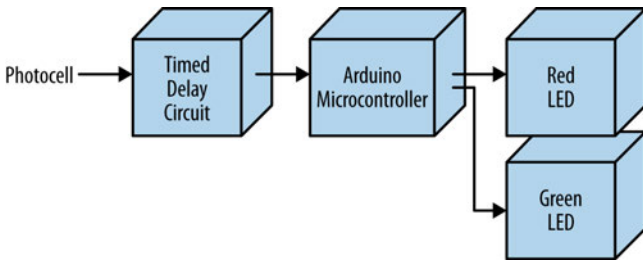 Photocell
Timed
Delay
Circuit
Arduino
Microcontroller
Red
LED
Green
LED